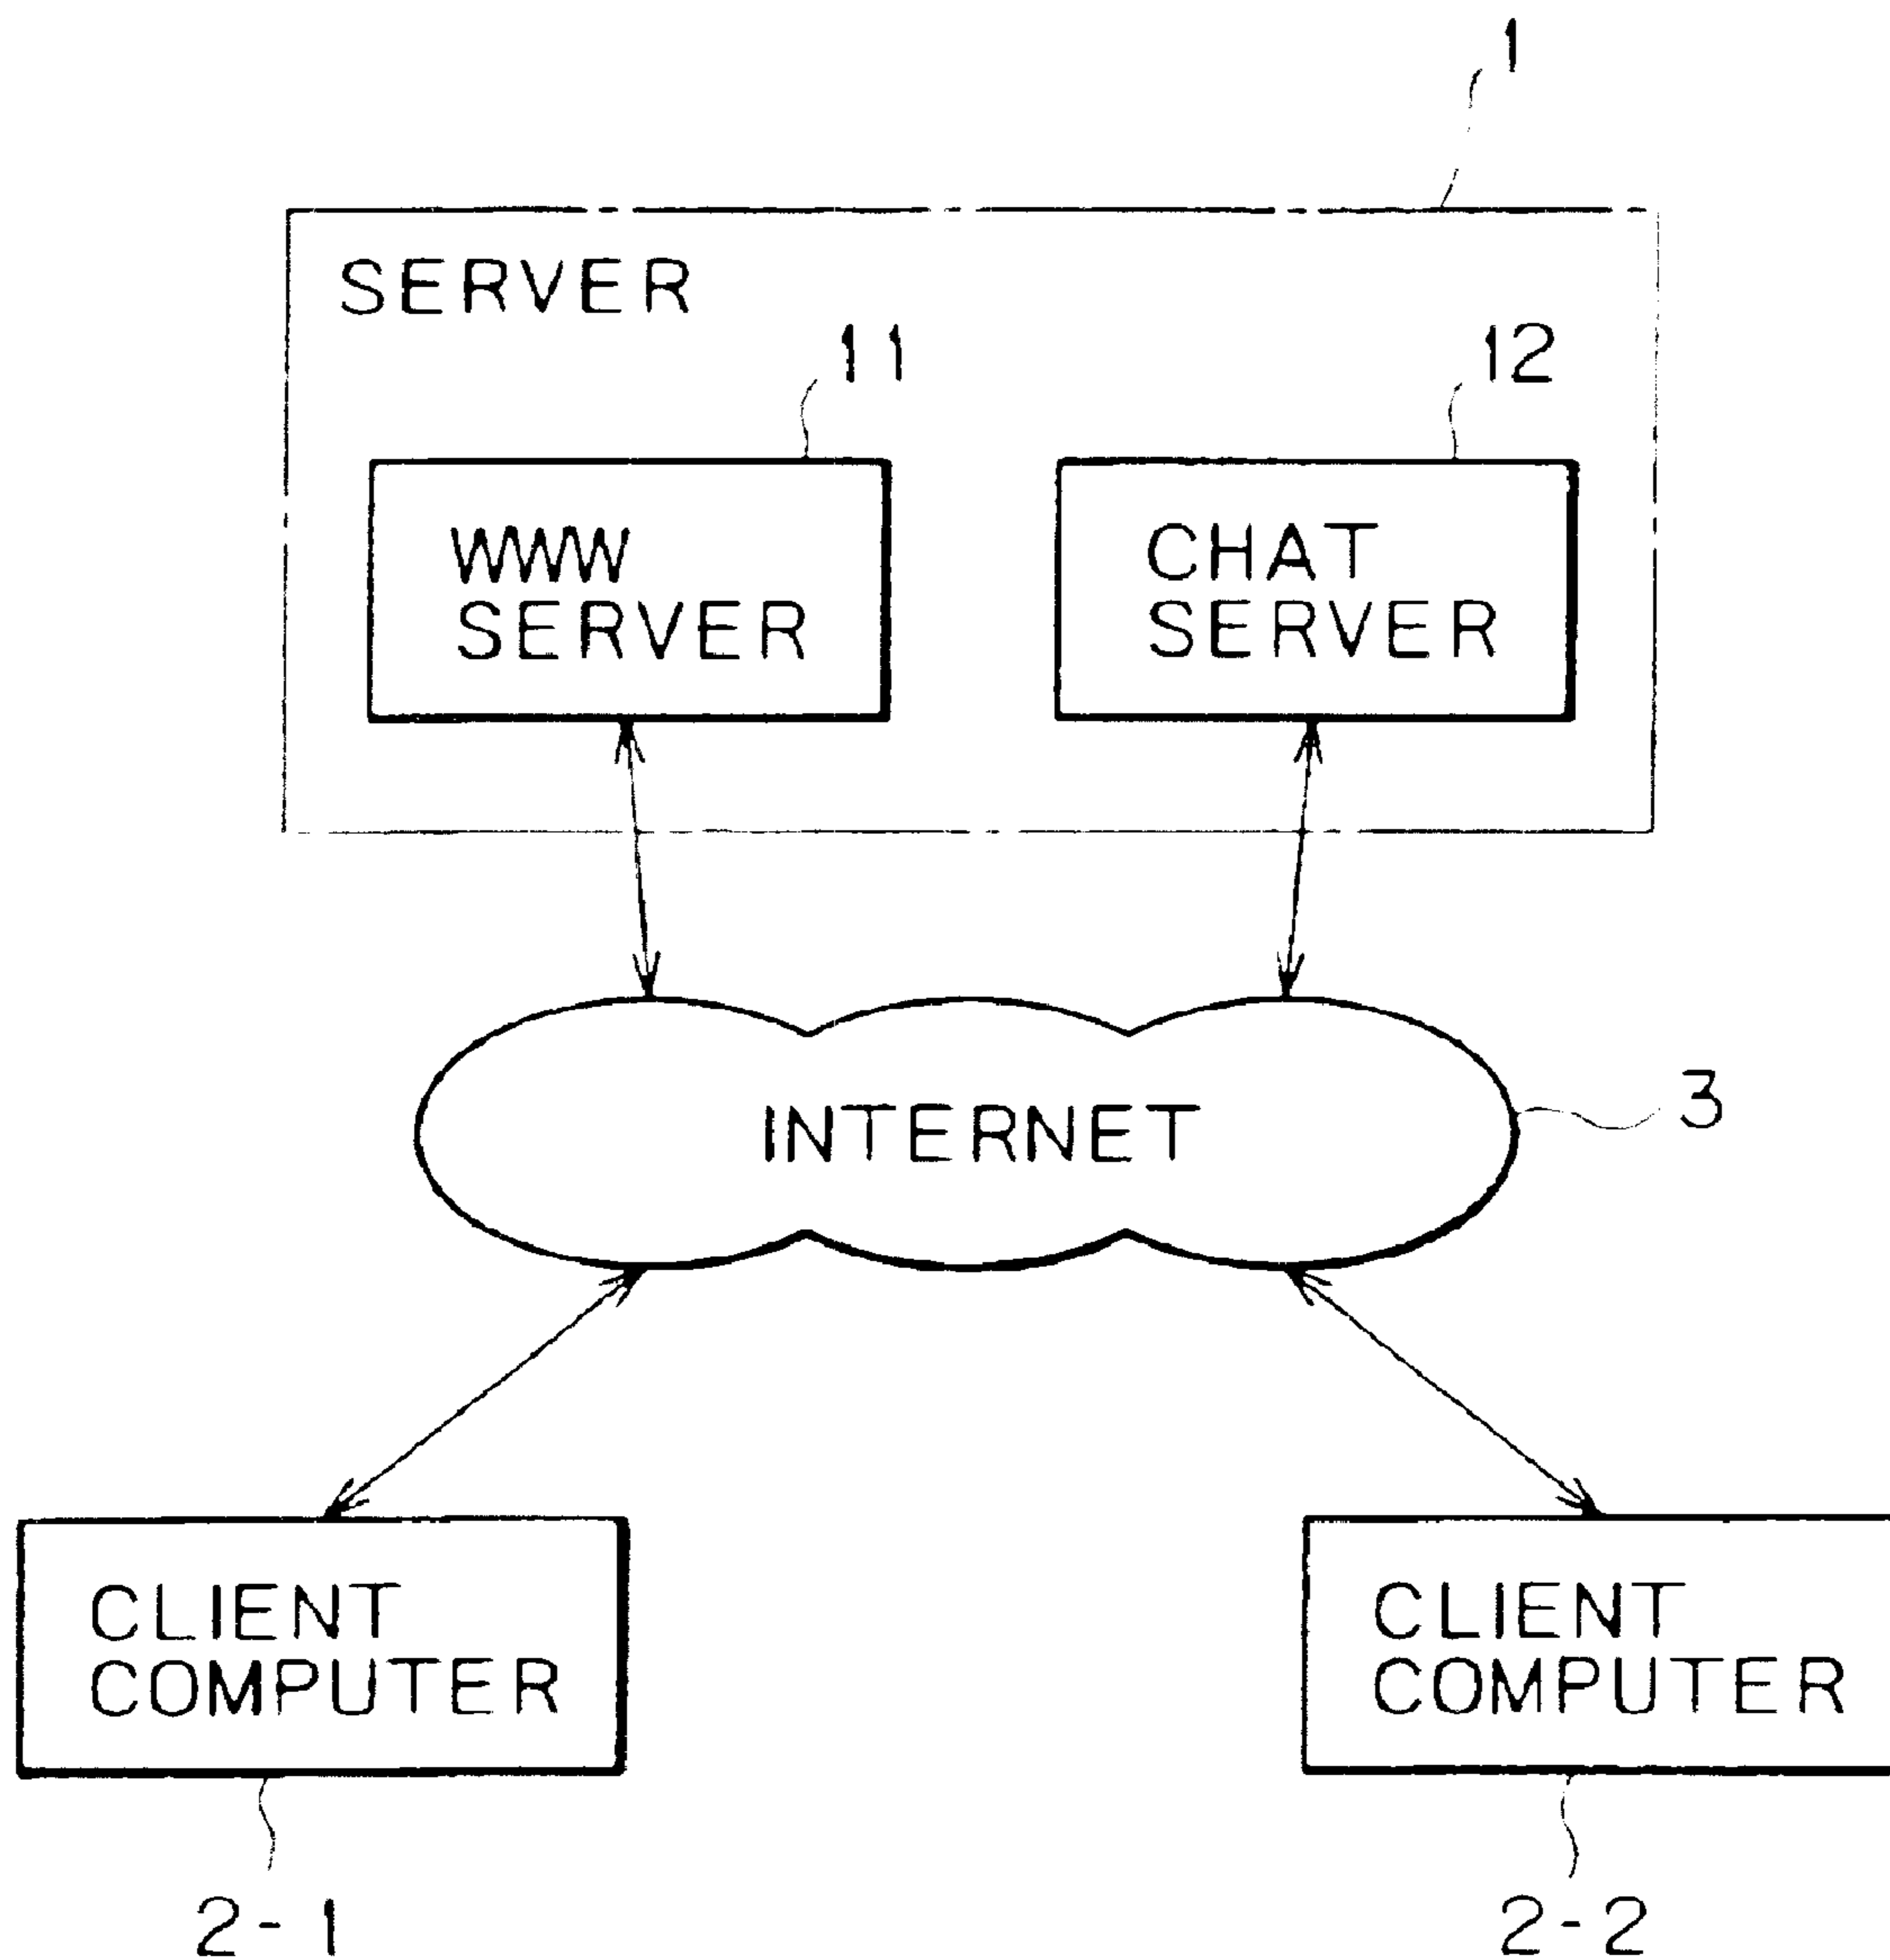 1
SERVER
11
12
WWW
SERVER
CHAT
SERVER
INTERNET
3
CLIENT
COMPUTER
CLIENT
COMPUTER
2-1
2-2